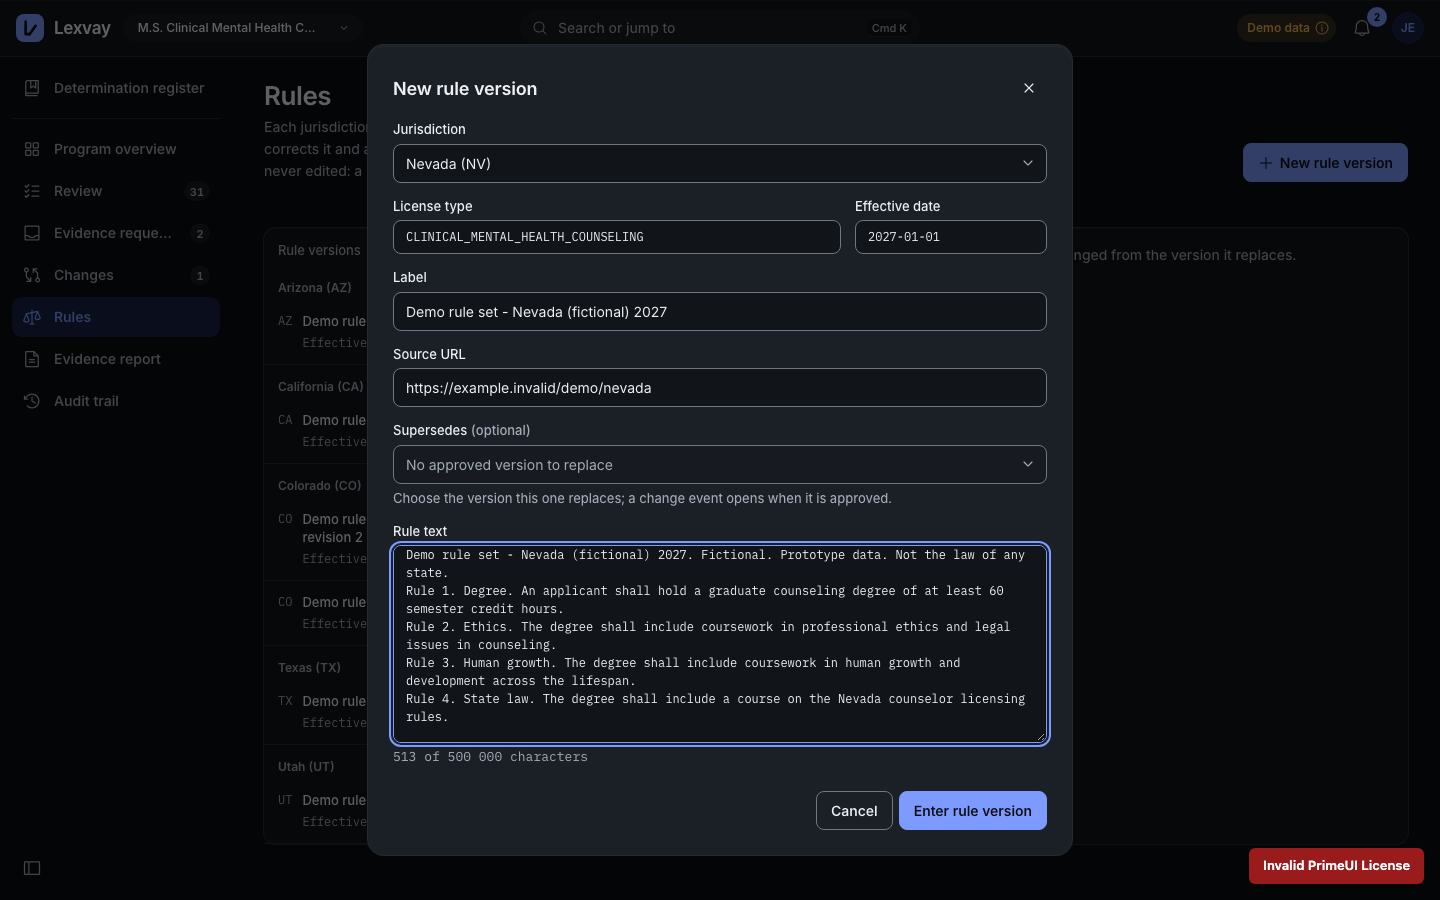 Lexvay
M.S. Clinical Mental Health C...
Search or jump to
Cmd K
Demo data
2
JE
Determination register
Program overview
Review
31
Evidence reque...
2
Changes
1
Rules
Evidence report
Audit trail
Rules
Each jurisdiction
corrects it and a
never edited: a
New rule version
Rule versions
nged from the version it replaces.
Arizona (AZ)
AZ Demo rule
Effective
California (CA)
CA Demo rule
Effective
Colorado (CO)
CO Demo rule
revision 2
Effective
CO Demo rule
Effective
Texas (TX)
TX Demo rule
Effective
Utah (UT)
UT Demo rule
Effective
New rule version
Jurisdiction
Nevada (NV)
License type
Effective date
CLINICAL_MENTAL_HEALTH_COUNSELING
2027-01-01
Label
Demo rule set - Nevada (fictional) 2027
Source URL
https://example.invalid/demo/nevada
Supersedes (optional)
No approved version to replace
Choose the version this one replaces; a change event opens when it is approved.
Rule text
Demo rule set - Nevada (fictional) 2027. Fictional. Prototype data. Not the law of any
state.
Rule 1. Degree. An applicant shall hold a graduate counseling degree of at least 60
semester credit hours.
Rule 2. Ethics. The degree shall include coursework in professional ethics and legal
issues in counseling.
Rule 3. Human growth. The degree shall include coursework in human growth and
development across the lifespan.
Rule 4. State law. The degree shall include a course on the Nevada counselor licensing
rules.
513 of 500 000 characters
Cancel
Enter rule version
Invalid PrimeUI License